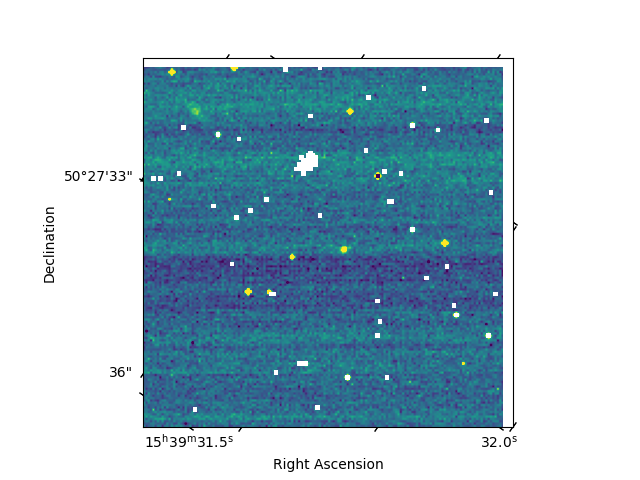 50°27'33"
Declination
36"
15ʰ39ᵐ31.5ˢ
32.0ˢ
Right Ascension